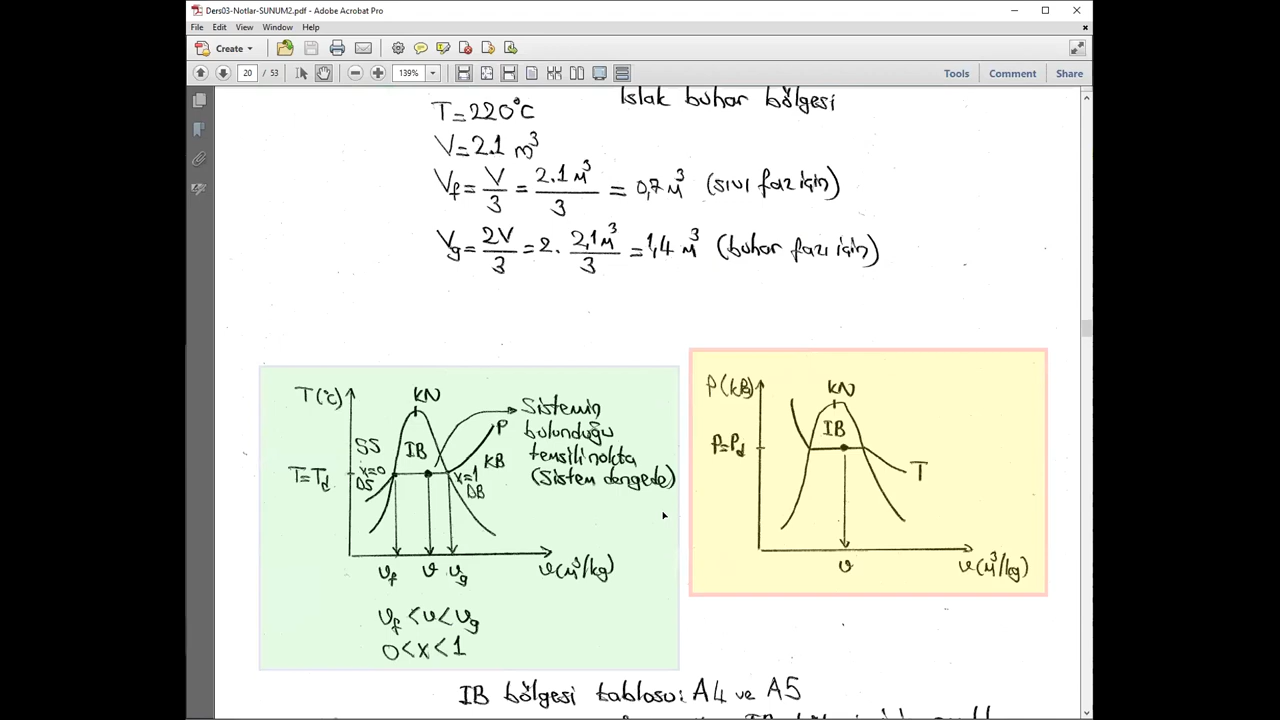 Ders03-Notlar-SUNUM2.pdf - Adobe Acrobat Pro
File Edit View Window Help
Create
20 / 53
139%
Tools Comment Share
Islak buhar bölgesi
T=220°C
V=2.1 m³
Vf = V/3 = 2.1 m³/3 = 0,7 m³ (sıvı faz için)
Vg = 2V/3 = 2. 2,1 m³/3 = 1,4 m³ (buhar fazı için)
T(°C)
KN
Sistemin
bulunduğu
temsili nokta
(Sistem dengede)
P
SS
IB
KB
x=0
DS
x=1
DB
T=Td
vf v vg
v(m³/kg)
vf < v < vg
0 < x < 1
P(kB)
KN
IB
P=Pd
T
v
v(m³/kg)
IB bölgesi tablosu: A4 ve A5